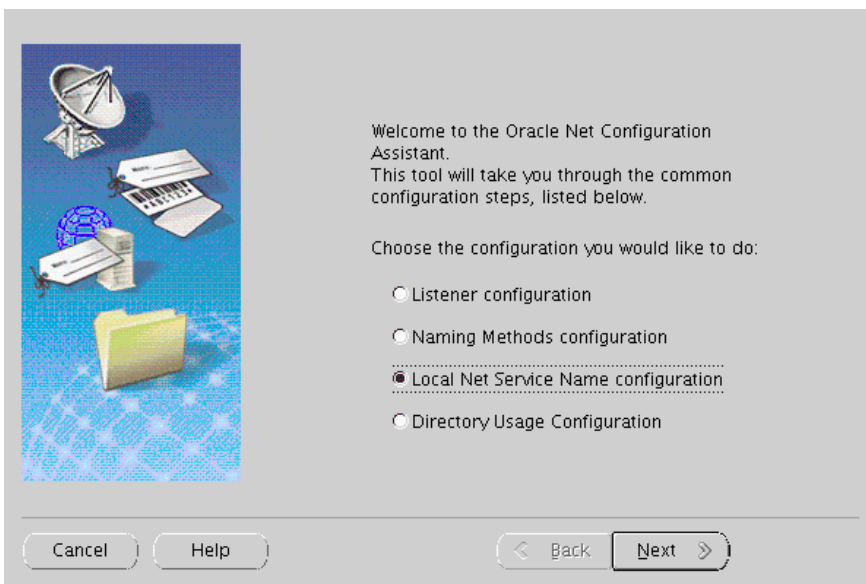 Welcome to the Oracle Net Configuration
Assistant.
This tool will take you through the common
configuration steps, listed below.
Choose the configuration you would like to do:
Listener configuration
Naming Methods configuration
Local Net Service Name configuration
Directory Usage Configuration
Cancel
Help
Back
Next